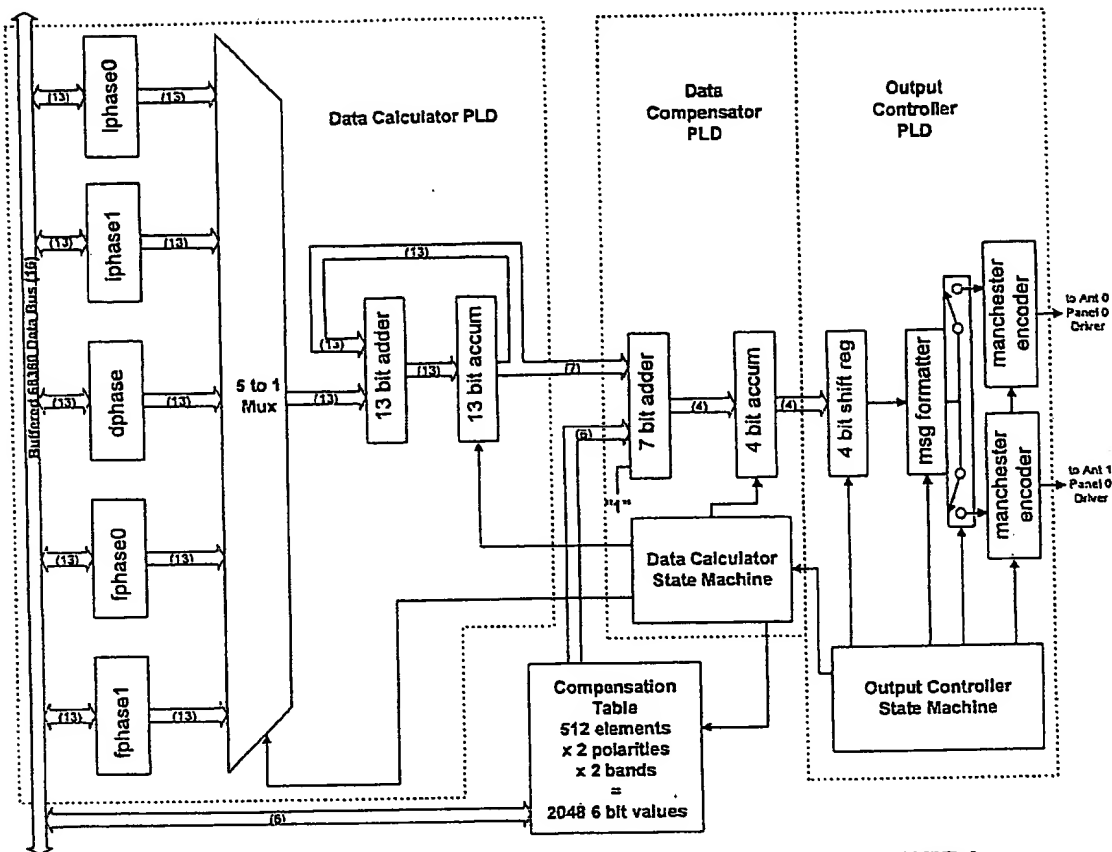 Buffered 68360 Data Bus (16)
(13)
iphase0
(13)
(13)
iphase1
(13)
(13)
dphase
(13)
(13)
fphase0
(13)
(13)
fphase1
(13)
5 to 1
Mux
Data Calculator PLD
(13)
(13)
(13)
13 bit adder
(13)
13 bit accum
(7)
Data
Compensator
PLD
(6)
7 bit adder
(4)
4 bit accum
(4)
Data Calculator
State Machine
Compensation
Table
512 elements
x 2 polarities
x 2 bands
=
2048 6 bit values
(6)
Output
Controller
PLD
4 bit shift reg
msg formatter
manchester
encoder
to Ant 0
Panel 0
Driver
manchester
encoder
to Ant 1
Panel 0
Driver
Output Controller
State Machine